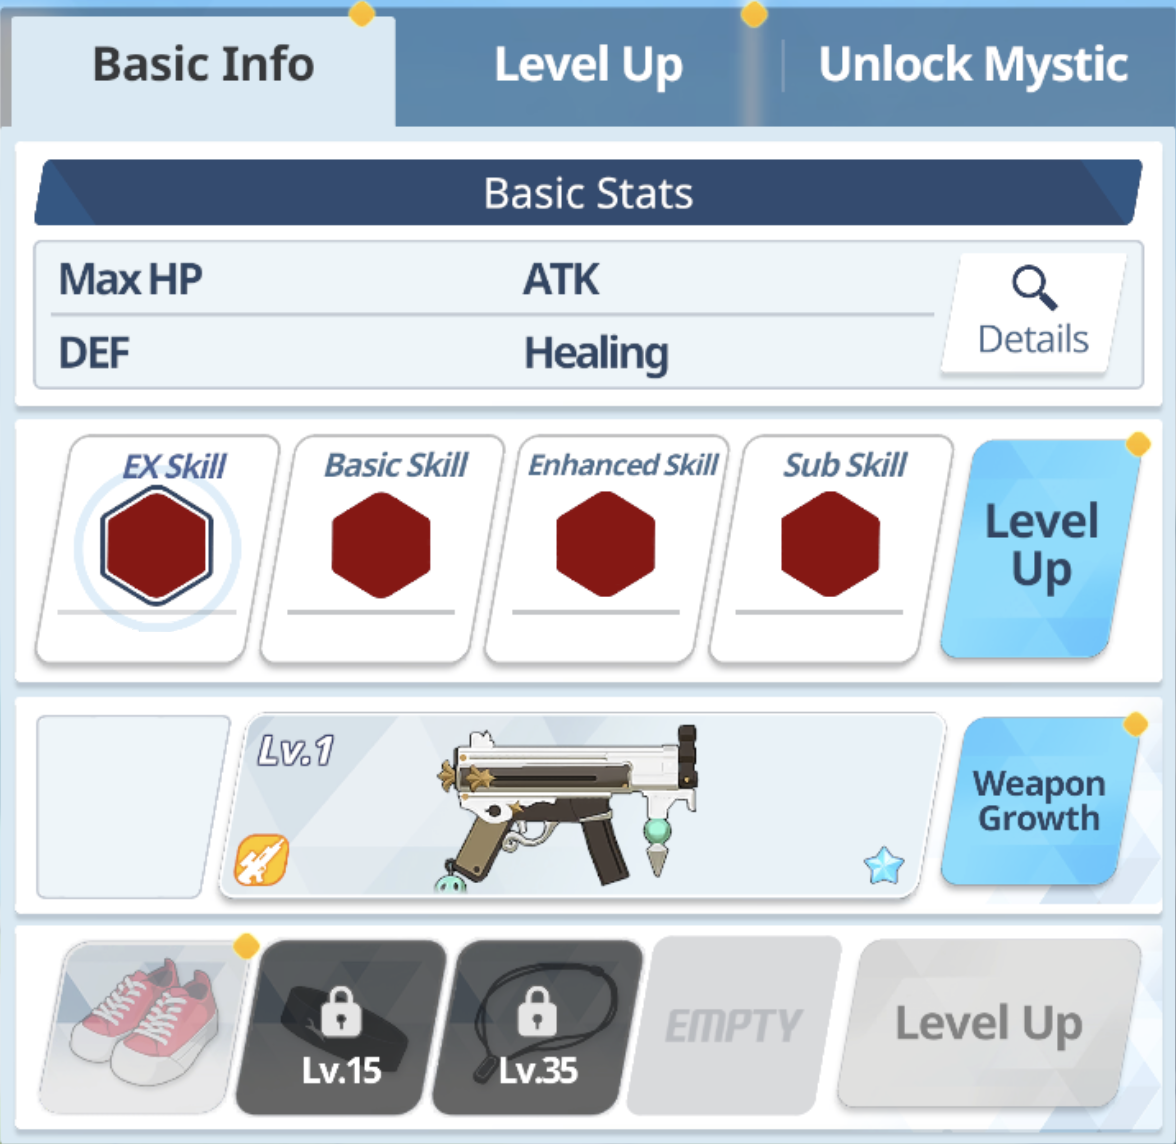 Basic Info
Level Up
Unlock Mystic
Basic Stats
Max HP
ATK
DEF
Healing
Details
EX Skill
Basic Skill
Enhanced Skill
Sub Skill
Level
Up
Lv.1
Weapon
Growth
Lv.15
Lv.35
EMPTY
Level Up